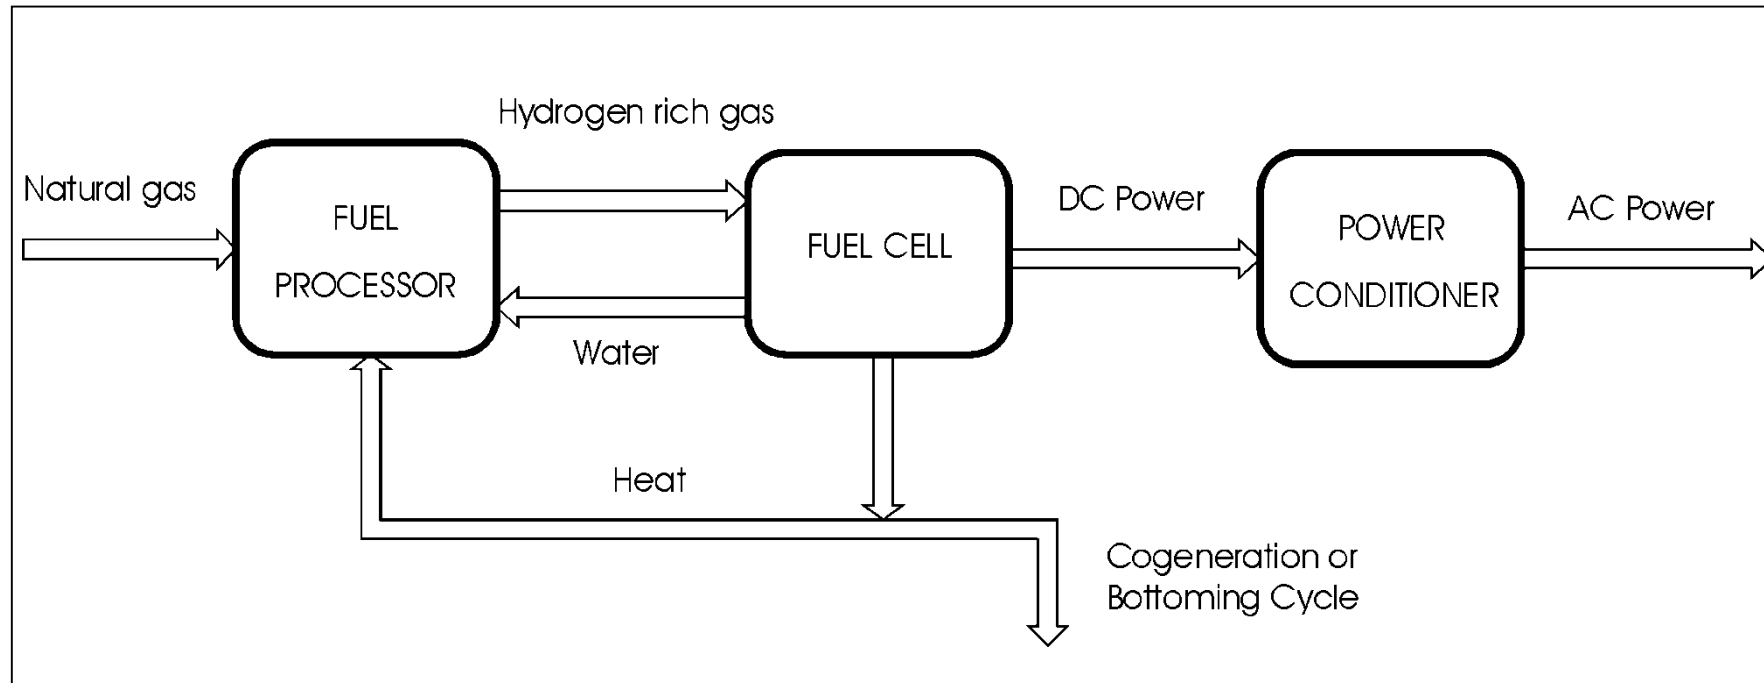 Hydrogen rich gas
Natural gas
FUEL
PROCESSOR
FUEL CELL
DC Power
POWER
CONDITIONER
AC Power
Water
Heat
Cogeneration or
Bottoming Cycle